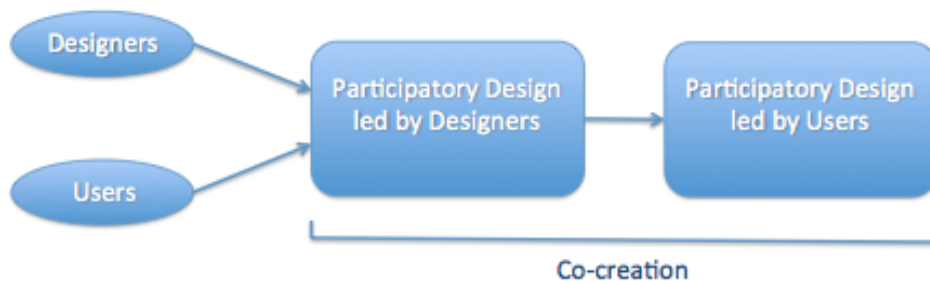 Designers
Participatory Design
led by Designers
Participatory Design
led by Users
Users
Co-creation